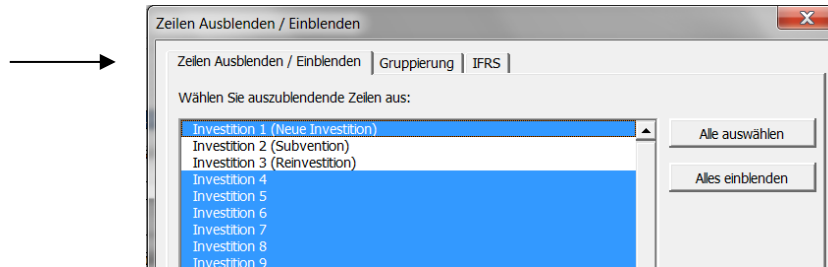 Zeilen Ausblenden / Einblenden
Zeilen Ausblenden / Einblenden Gruppierung IFRS
Wählen Sie auszublendende Zeilen aus:
Investition 1 (Neue Investition)
Alle auswählen
Investition 2 (Subvention)
Investition 3 (Reinvestition)
Investition 4
Alles einblenden
Investition 5
Investition 6
Investition 7
Investition 8
Investition 9